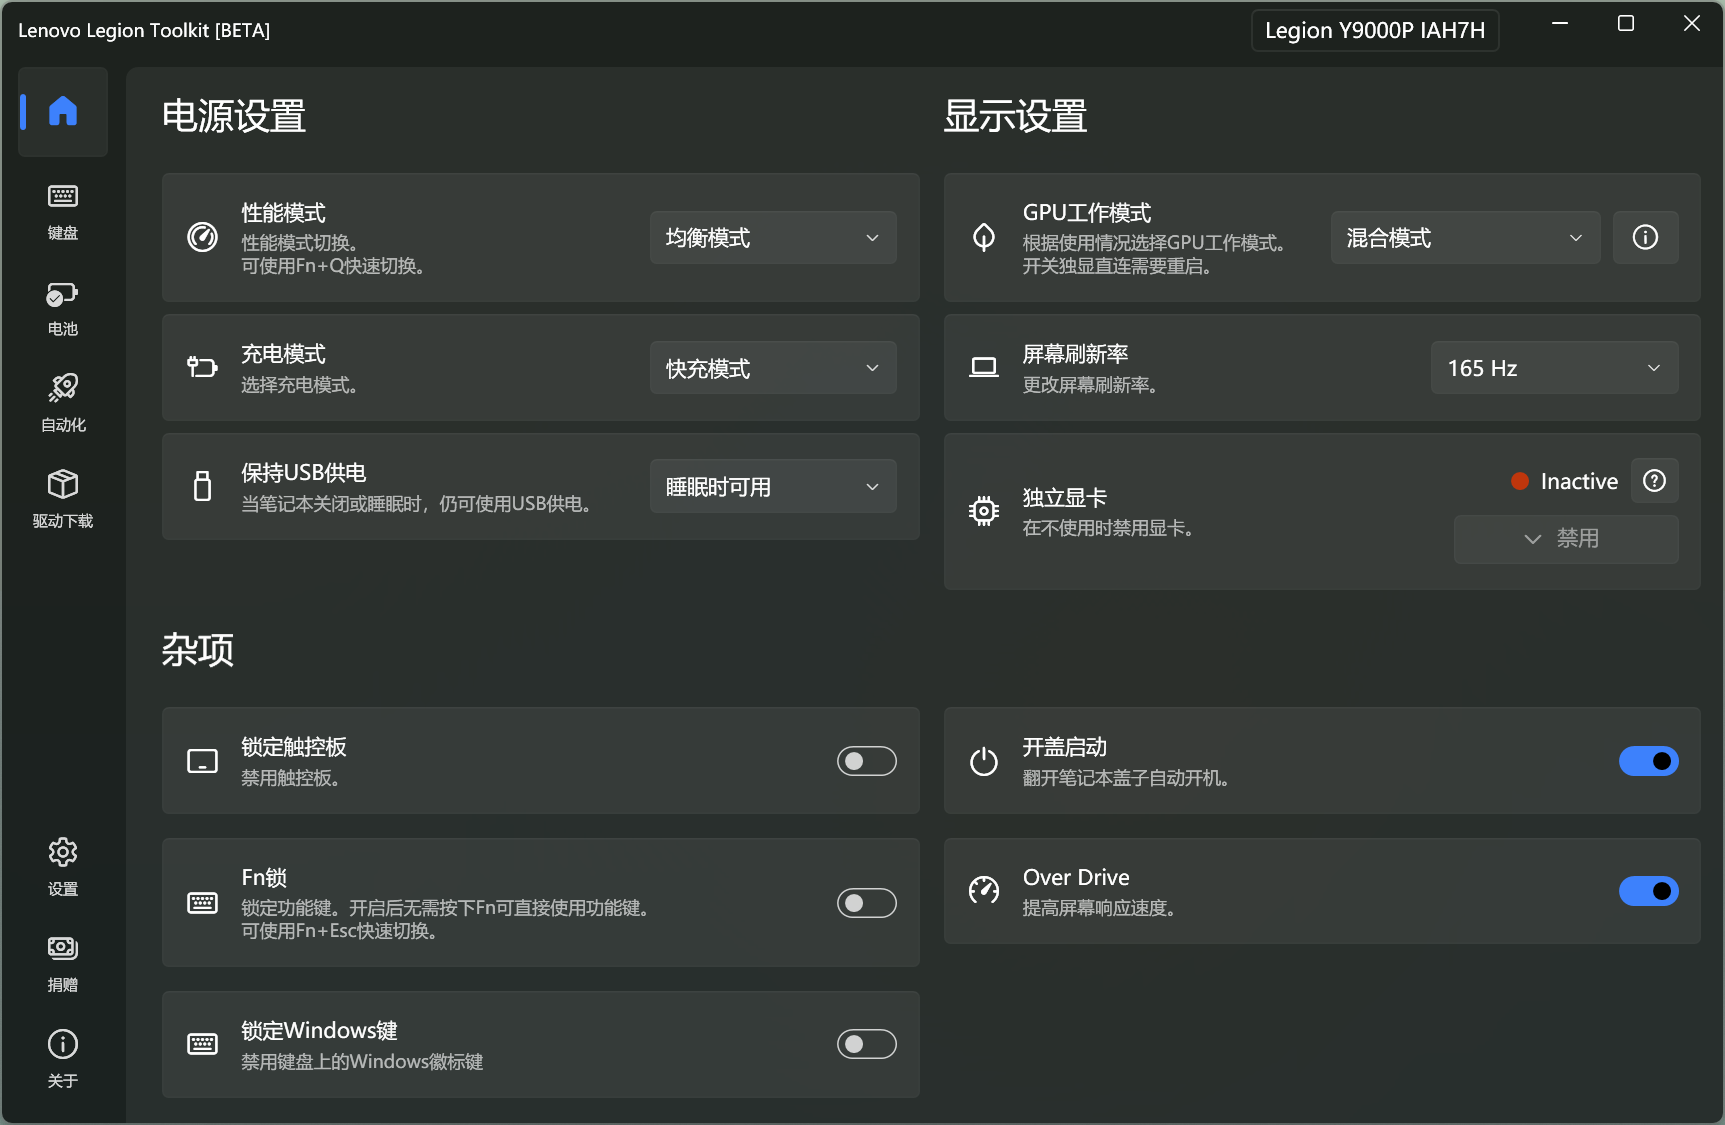 Lenovo Legion Toolkit [BETA]
Legion Y9000P IAH7H
键盘
电池
自动化
驱动下载
设置
捐赠
关于
电源设置
性能模式
性能模式切换。
可使用Fn+Q快速切换。
均衡模式
充电模式
选择充电模式。
快充模式
保持USB供电
当笔记本关闭或睡眠时，仍可使用USB供电。
睡眠时可用
显示设置
GPU工作模式
根据使用情况选择GPU工作模式。
开关独显直连需要重启。
混合模式
屏幕刷新率
更改屏幕刷新率。
165 Hz
独立显卡
在不使用时禁用显卡。
Inactive
禁用
杂项
锁定触控板
禁用触控板。
Fn锁
锁定功能键。开启后无需按下Fn可直接使用功能键。
可使用Fn+Esc快速切换。
锁定Windows键
禁用键盘上的Windows徽标键
开盖启动
翻开笔记本盖子自动开机。
Over Drive
提高屏幕响应速度。